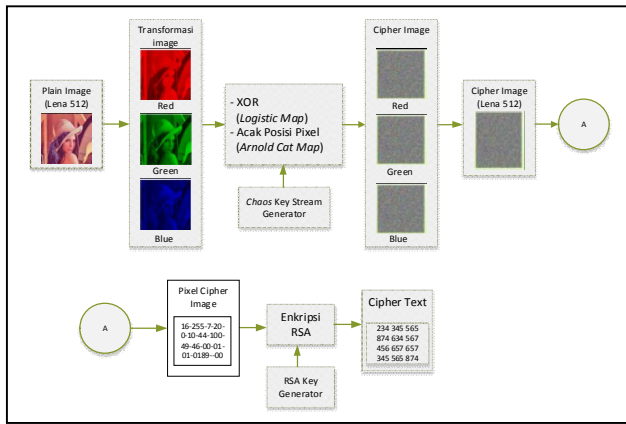 Transformasi
image
Cipher Image
Plain Image
(Lena 512)
Red
Green
Blue
- XOR
(Logistic Map)
- Acak Posisi Pixel
(Arnold Cat Map)
Chaos Key Stream
Generator
Red
Green
Blue
Cipher Image
(Lena 512)
A
A
Pixel Cipher
Image
16-255-7-20-
0-10-44-100-
49-46-00-01-
01-0189--00
Enkripsi
RSA
RSA Key
Generator
Cipher Text
234 345 565
874 634 567
456 657 657
345 565 874